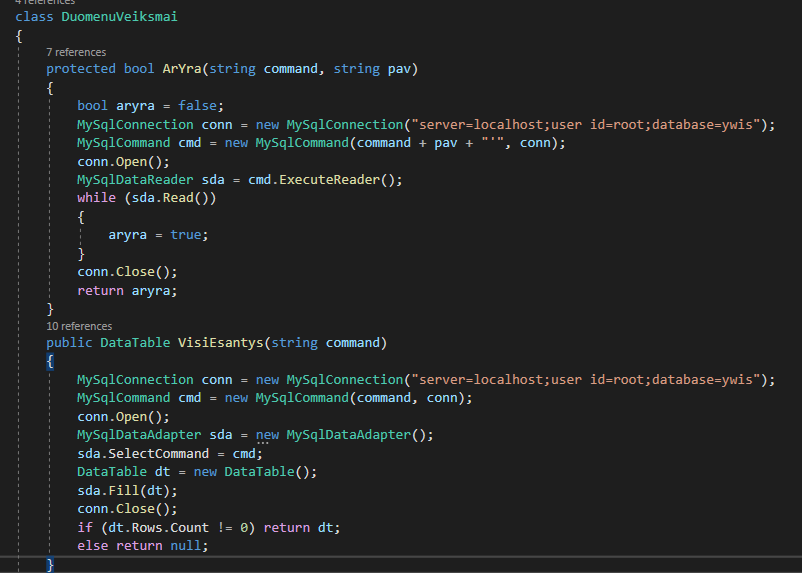 4 references
class DuomenuVeiksmai
{
7 references
protected bool ArYra(string command, string pav)
{
bool aryra = false;
MySqlConnection conn = new MySqlConnection("server=localhost;user id=root;database=ywis");
MySqlCommand cmd = new MySqlCommand(command + pav + "'", conn);
conn.Open();
MySqlDataReader sda = cmd.ExecuteReader();
while (sda.Read())
{
aryra = true;
}
conn.Close();
return aryra;
}
10 references
public DataTable VisiEsantys(string command)
{
MySqlConnection conn = new MySqlConnection("server=localhost;user id=root;database=ywis");
MySqlCommand cmd = new MySqlCommand(command, conn);
conn.Open();
MySqlDataAdapter sda = new MySqlDataAdapter();
sda.SelectCommand = cmd;
DataTable dt = new DataTable();
sda.Fill(dt);
conn.Close();
if (dt.Rows.Count != 0) return dt;
else return null;
}